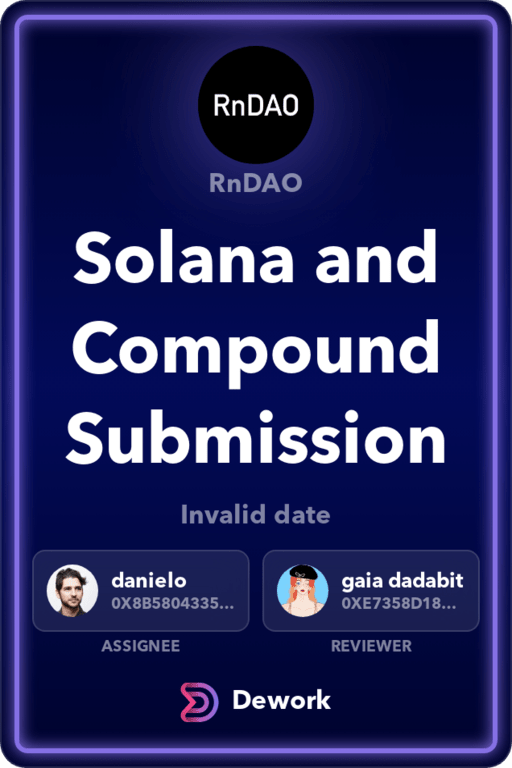 RnDAO
RnDAO
Solana and
Compound
Submission
Invalid date
danielo
0X8B5804335...
ASSIGNEE
gaia dadabit
0XE7358D18...
REVIEWER
Dework